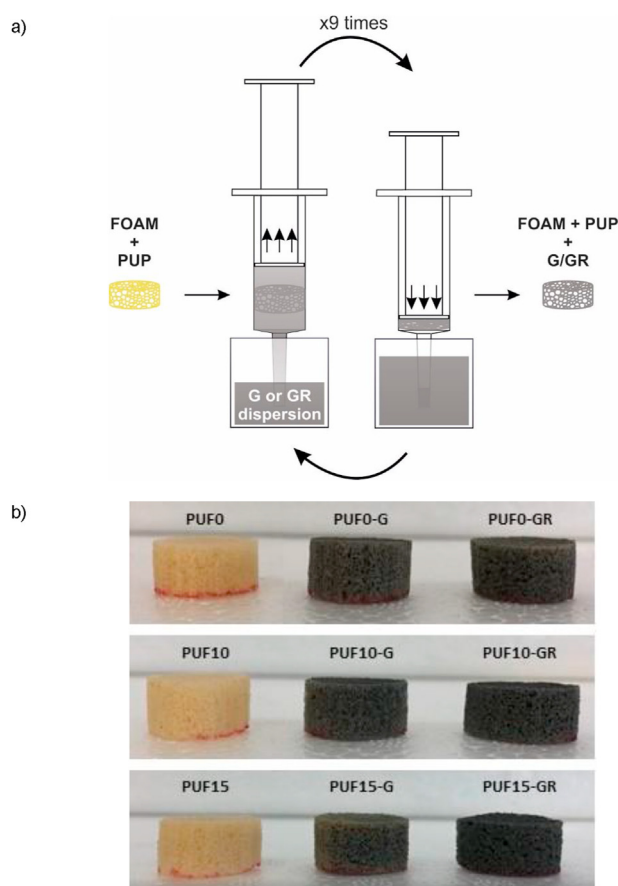 a)
x9 times
FOAM
+
PUP
FOAM + PUP
+
G/GR
G or GR
dispersion
b)
PUF0 PUF0-G PUF0-GR
PUF10 PUF10-G PUF10-GR
PUF15 PUF15-G PUF15-GR